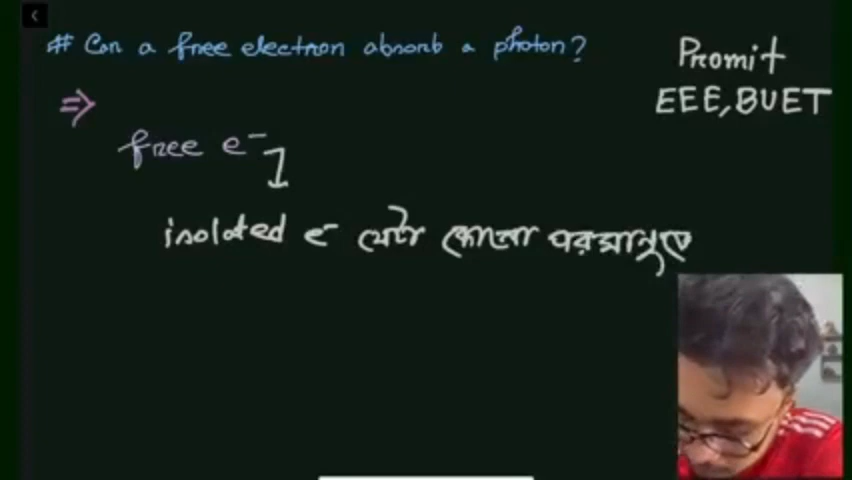 # Can a free electron absorb a photon?
Promit
EEE, BUET
⇒
free e⁻
isolated e⁻ যেটা কোনো পরমানুতে